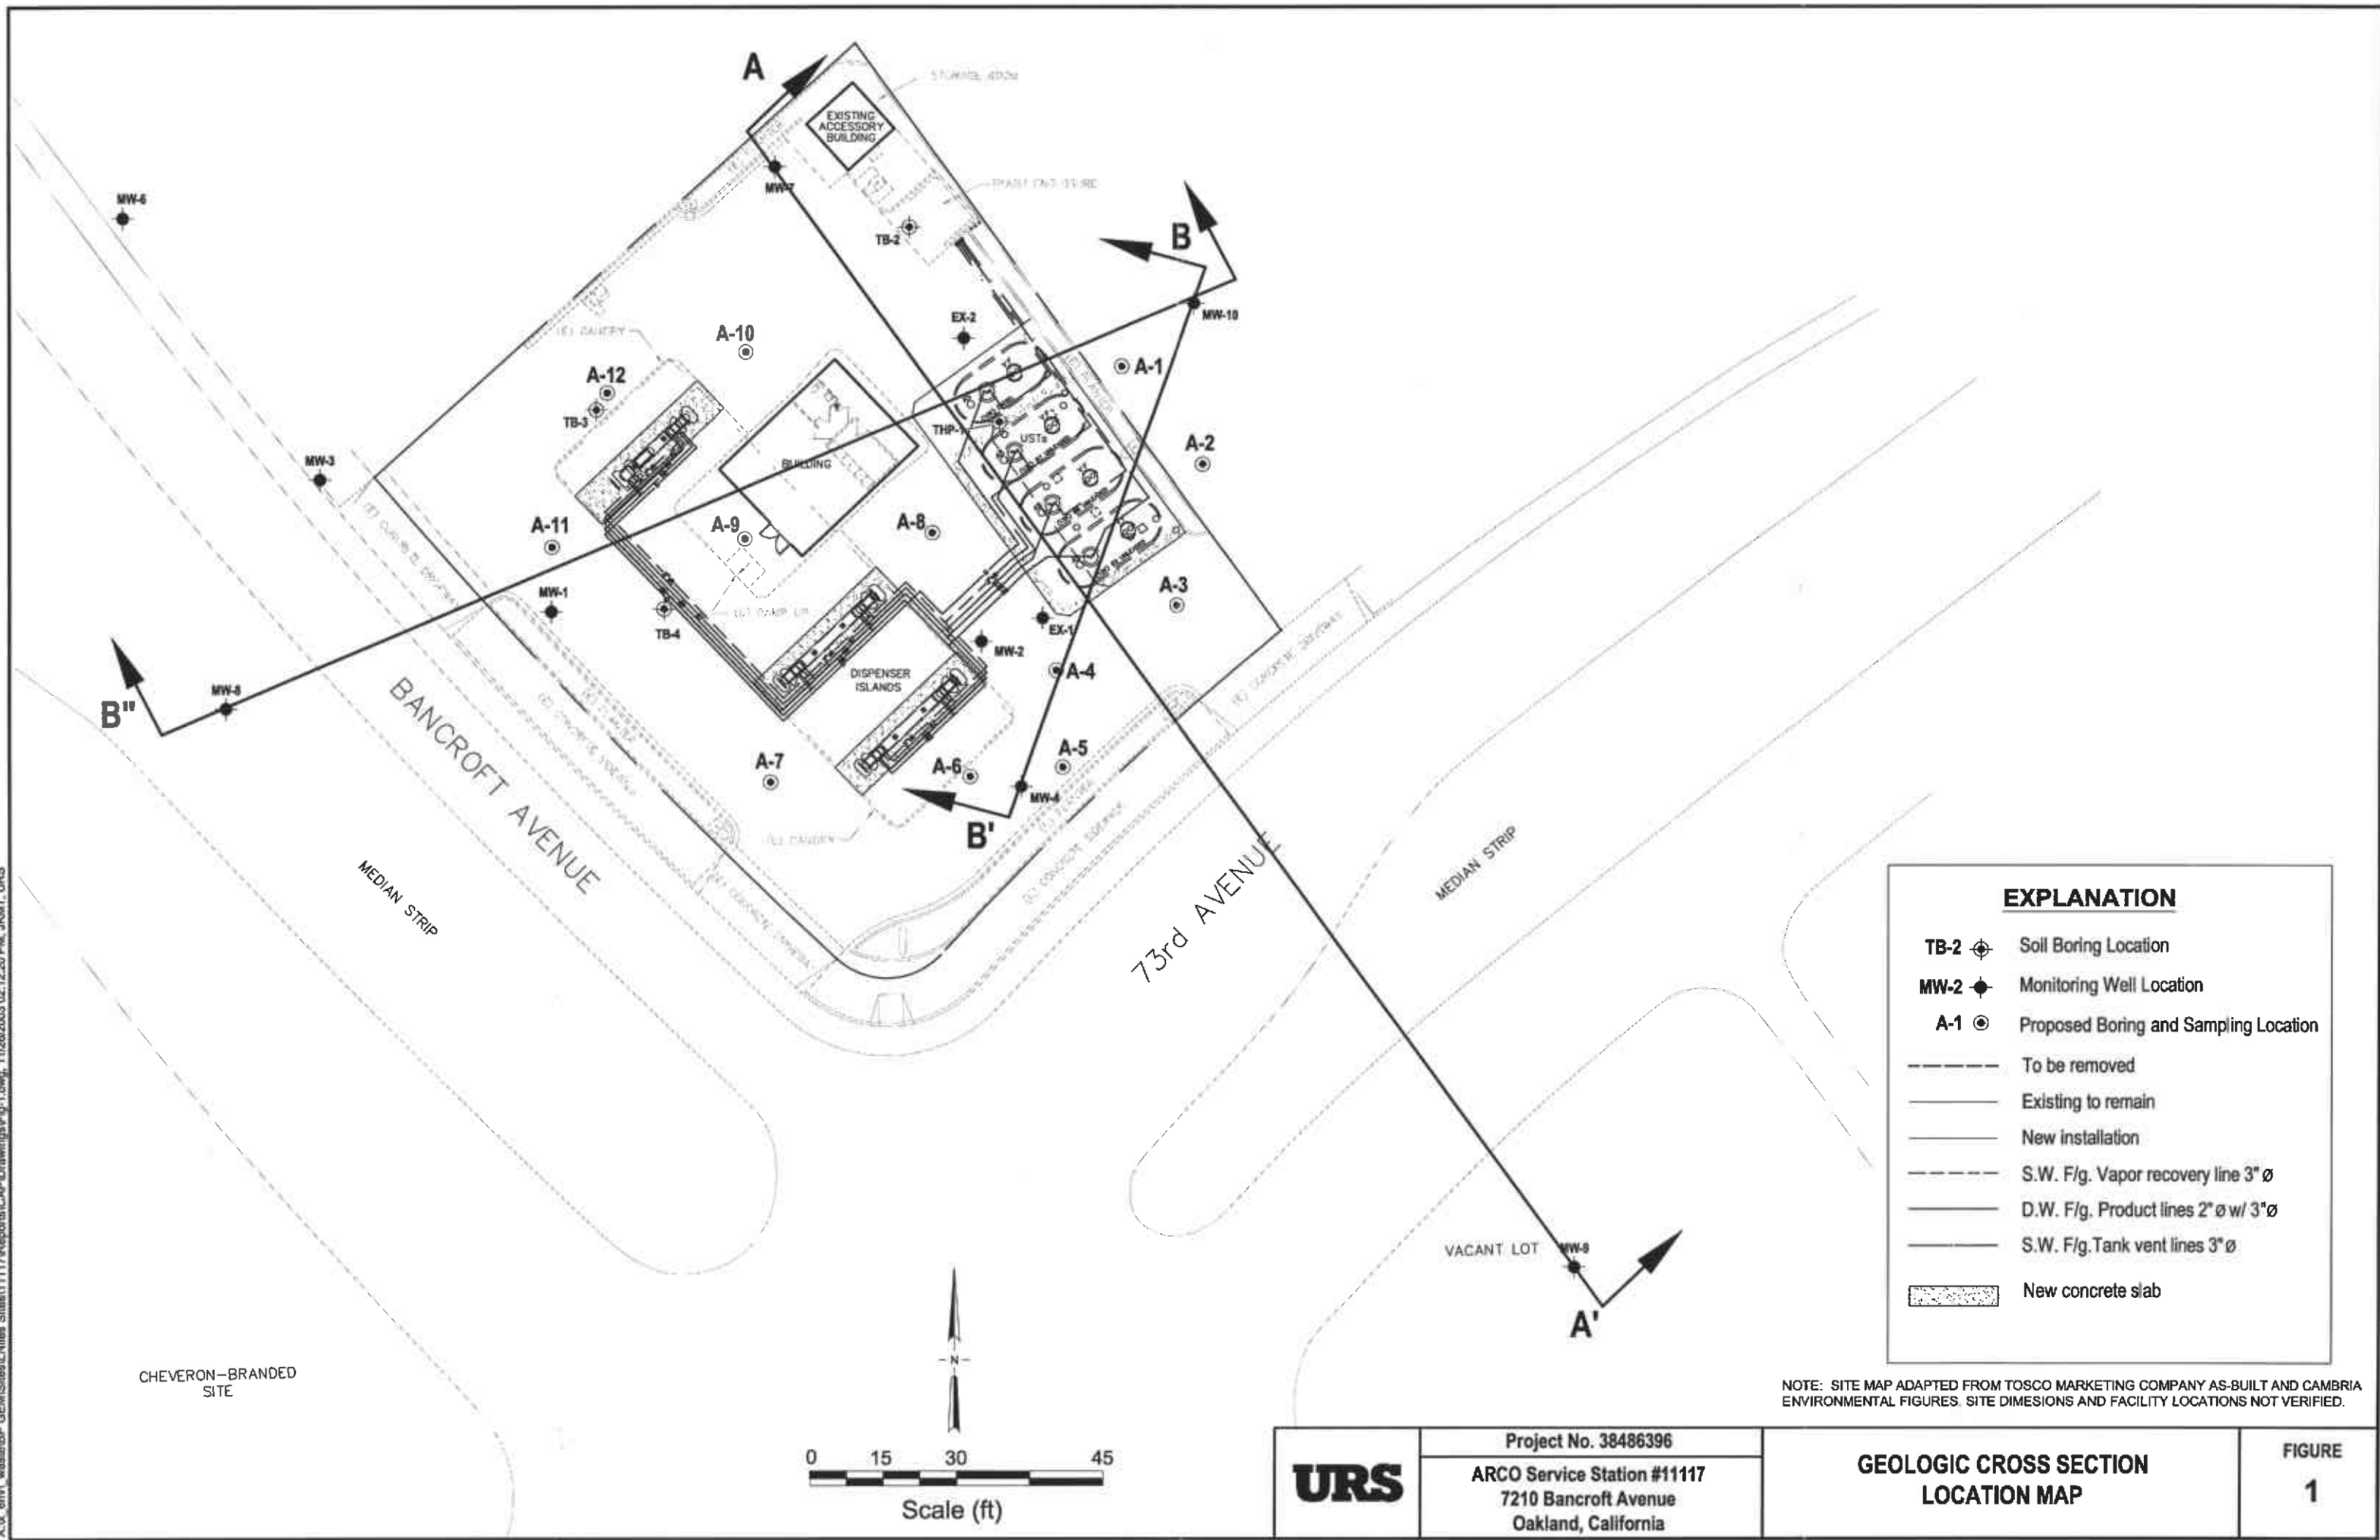 A
STORAGE ROOM
EXISTING
ACCESSORY
BUILDING
MW-7
MW-6
TB-2
B
MW-10
EX-2
A-10
(E) CANOPY
A-1
A-12
TB-3
THP-1
USTs
A-2
BUILDING
MW-3
A-11
A-9
A-8
MW-1
TB-4
A-3
EX-1
MW-2
A-4
DISPENSER
ISLANDS
MW-8
B"
BANCROFT AVENUE
A-7
A-6
A-5
MW-4
B'
(E) CANOPY
MEDIAN STRIP
73rd AVENUE
MEDIAN STRIP
VACANT LOT
MW-9
A'
CHEVERON-BRANDED
SITE
-N-
0 15 30 45
Scale (ft)
EXPLANATION
TB-2 Soil Boring Location
MW-2 Monitoring Well Location
A-1 Proposed Boring and Sampling Location
To be removed
Existing to remain
New installation
S.W. F/g. Vapor recovery line 3" Ø
D.W. F/g. Product lines 2" Ø w/ 3"Ø
S.W. F/g.Tank vent lines 3" Ø
New concrete slab
NOTE: SITE MAP ADAPTED FROM TOSCO MARKETING COMPANY AS-BUILT AND CAMBRIA
ENVIRONMENTAL FIGURES. SITE DIMESIONS AND FACILITY LOCATIONS NOT VERIFIED.
URS
Project No. 38486396
ARCO Service Station #11117
7210 Bancroft Avenue
Oakland, California
GEOLOGIC CROSS SECTION
LOCATION MAP
FIGURE
1